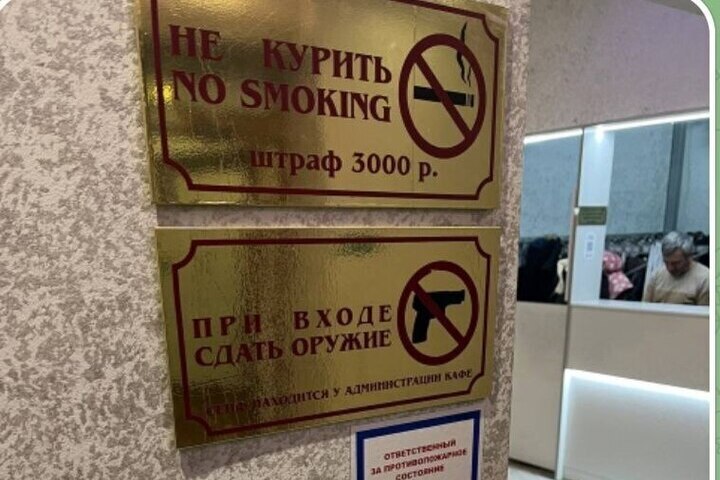 НЕ КУРИТЬ
NO SMOKING
штраф 3000 р.
ПРИ ВХОДЕ
СДАТЬ ОРУЖИЕ
НАХОДИТСЯ У АДМИНИСТРАЦИИ КАФЕ
ОТВЕТСТВЕННЫЙ
ЗА ПРОТИВОПОЖАРНОЕ
СОСТОЯНИЕ